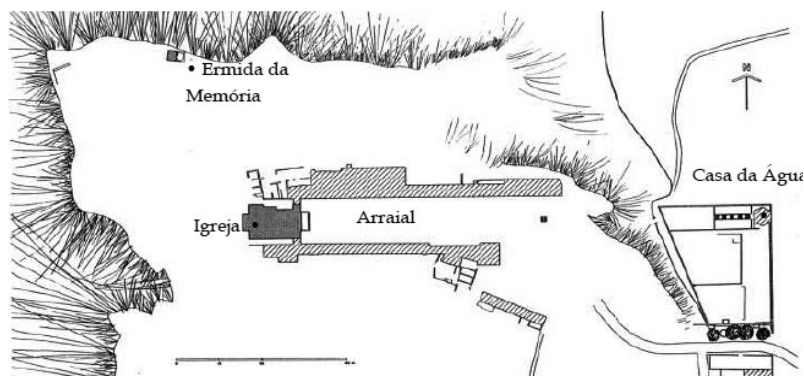 Ermida da
Memória
N
Casa da Água
Igreja
Arraial